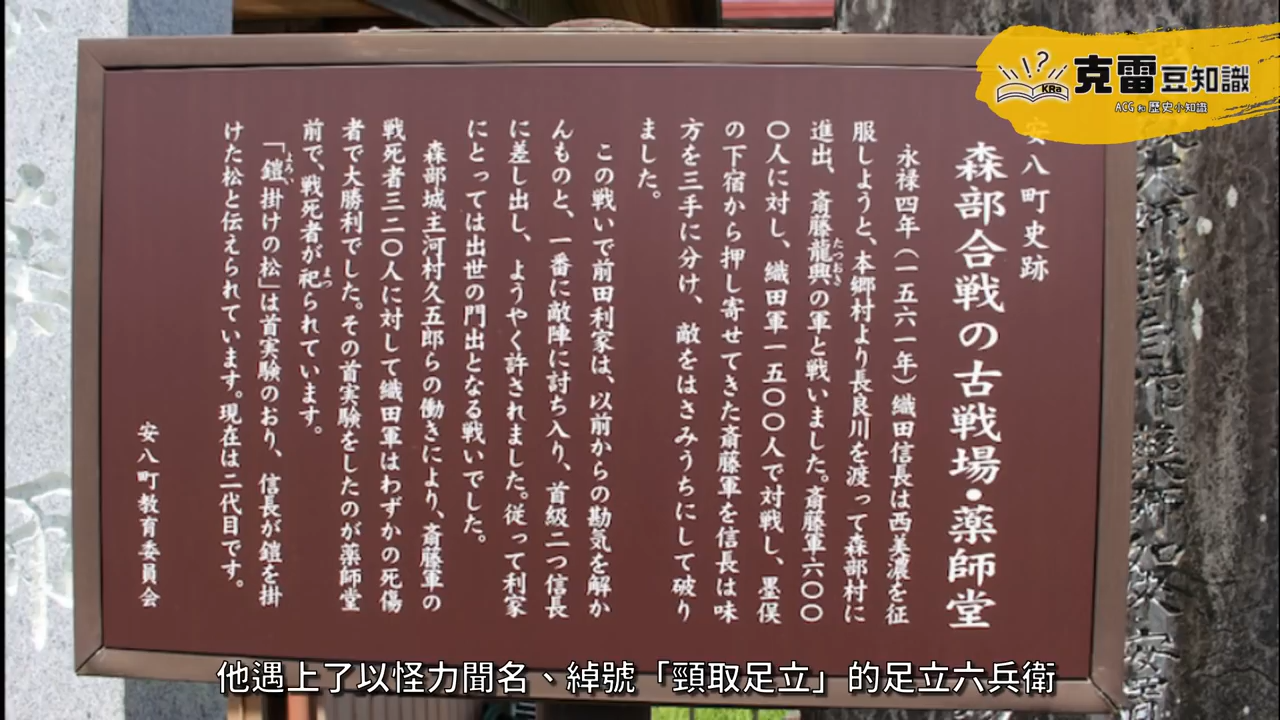 安八町史跡
森部合戦の古戦場・薬師堂
永禄四年(一五六一年)織田信長は西美濃を征
服しようと、本郷村より長良川を渡って森部村に
進出、斎藤龍興の軍と戦いました。斎藤軍六〇〇
〇人に対し、織田軍一五〇〇人で対戦し、墨俣
の下宿から押し寄せてきた斎藤軍を信長は味
方を三手に分け、敵をはさみうちにして破り
ました。
この戦いで前田利家は、以前からの勘気を解か
んものと、一番に敵陣に討ち入り、首級二つ信長
に差し出し、ようやく許されました。従って利家
にとっては出世の門出となる戦いでした。
森部城主河村久五郎らの働きにより、斎藤軍の
戦死者三二〇人に対して織田軍はわずかの死傷
者で大勝利でした。その首実験をしたのが薬師堂
前で、戦死者が祀られています。
「鎧掛けの松」は首実験のおり、信長が鎧を掛
けた松と伝えられています。現在は二代目です。
安八町教育委員会
克雷豆知識
KRa
ACG和歷史小知識
他遇上了以怪力聞名、綽號「頸取足立」的足立六兵衛